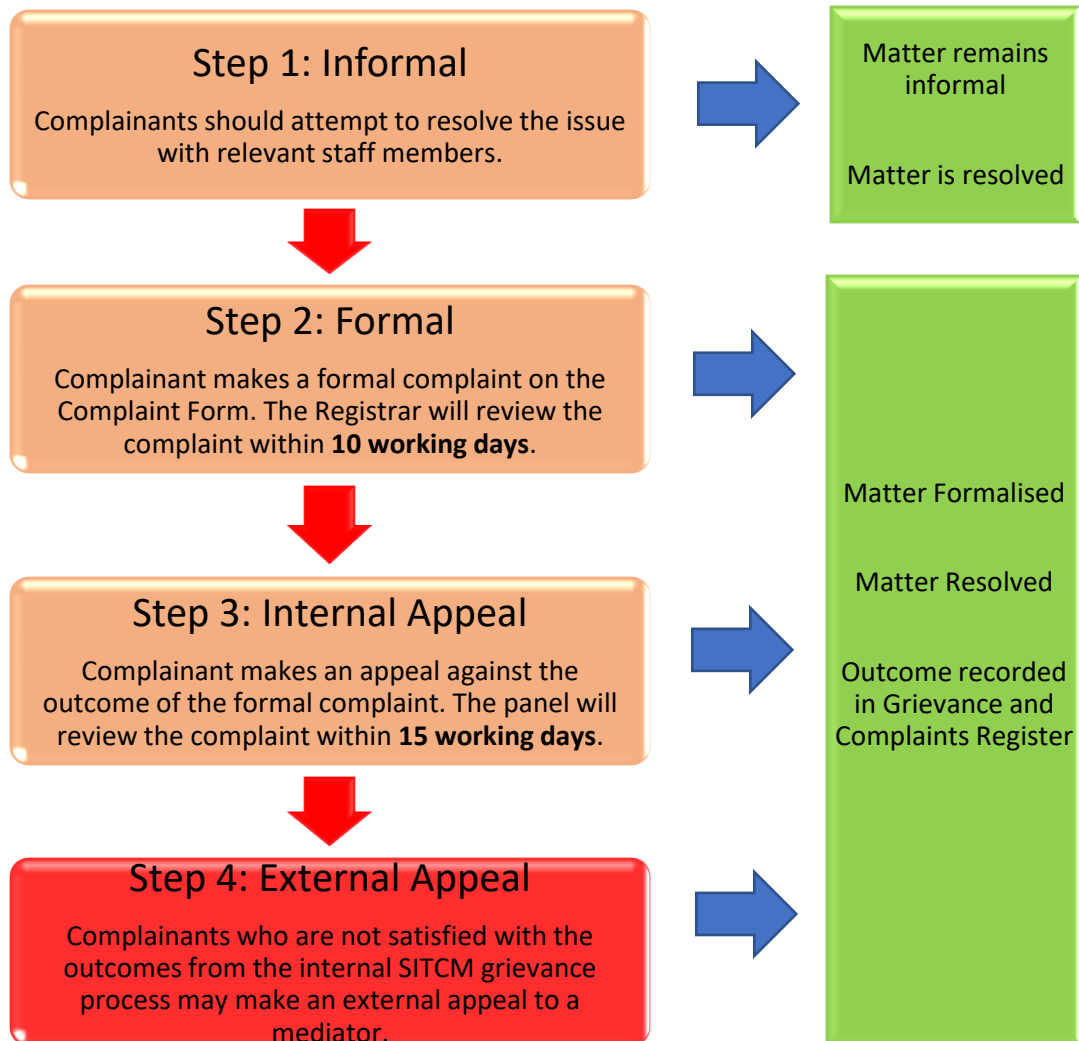 Step 1: Informal
Complainants should attempt to resolve the issue
with relevant staff members.
Matter remains
informal
Matter is resolved
Step 2: Formal
Complainant makes a formal complaint on the
Complaint Form. The Registrar will review the
complaint within 10 working days.
Step 3: Internal Appeal
Complainant makes an appeal against the
outcome of the formal complaint. The panel will
review the complaint within 15 working days.
Step 4: External Appeal
Complainants who are not satisfied with the
outcomes from the internal SITCM grievance
process may make an external appeal to a
mediator.
Matter Formalised
Matter Resolved
Outcome recorded
in Grievance and
Complaints Register